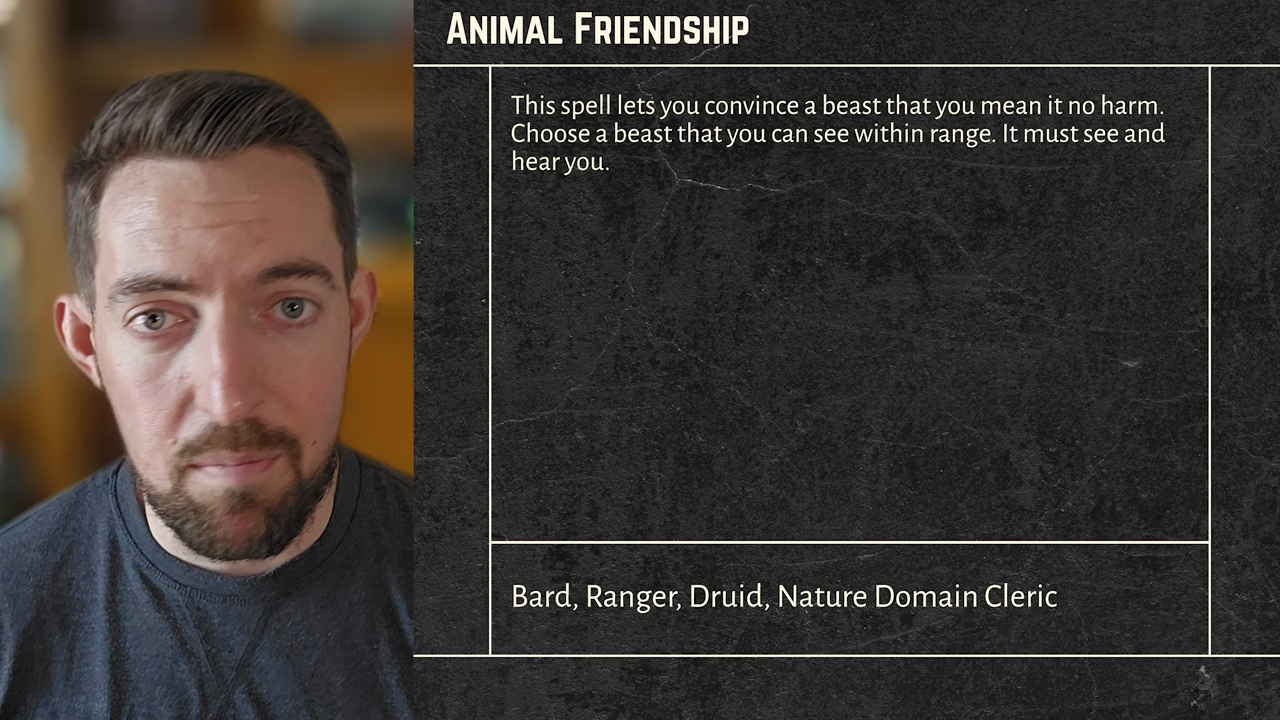 Animal Friendship
This spell lets you convince a beast that you mean it no harm.
Choose a beast that you can see within range. It must see and
hear you.
Bard, Ranger, Druid, Nature Domain Cleric